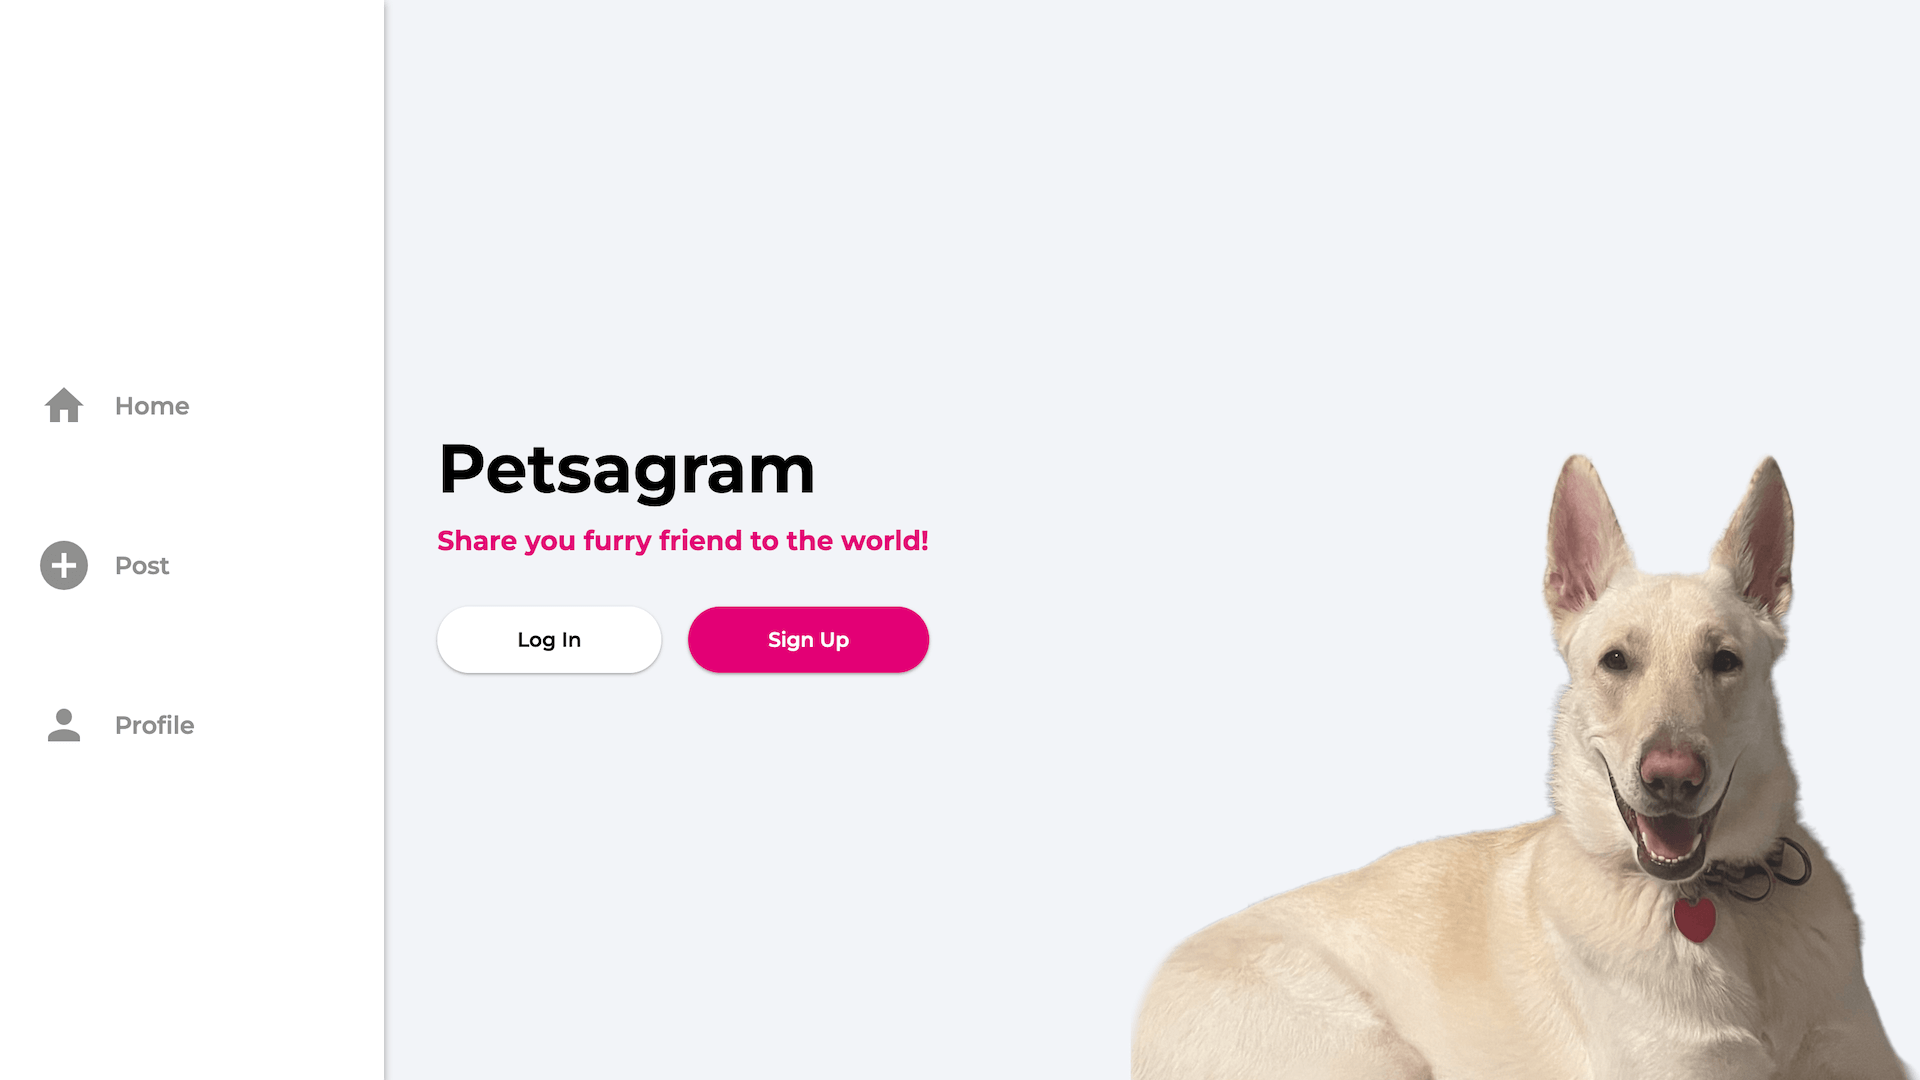 Home
Post
Profile
Petsagram
Share you furry friend to the world!
Log In
Sign Up